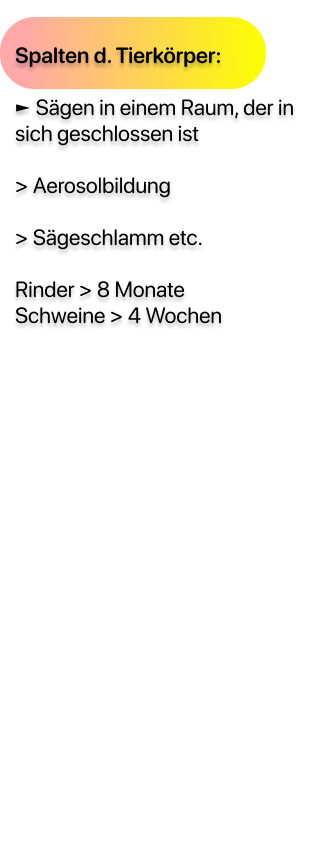 Spalten d. Tierkörper:
► Sägen in einem Raum, der in
sich geschlossen ist
> Aerosolbildung
> Sägeschlamm etc.
Rinder > 8 Monate
Schweine > 4 Wochen